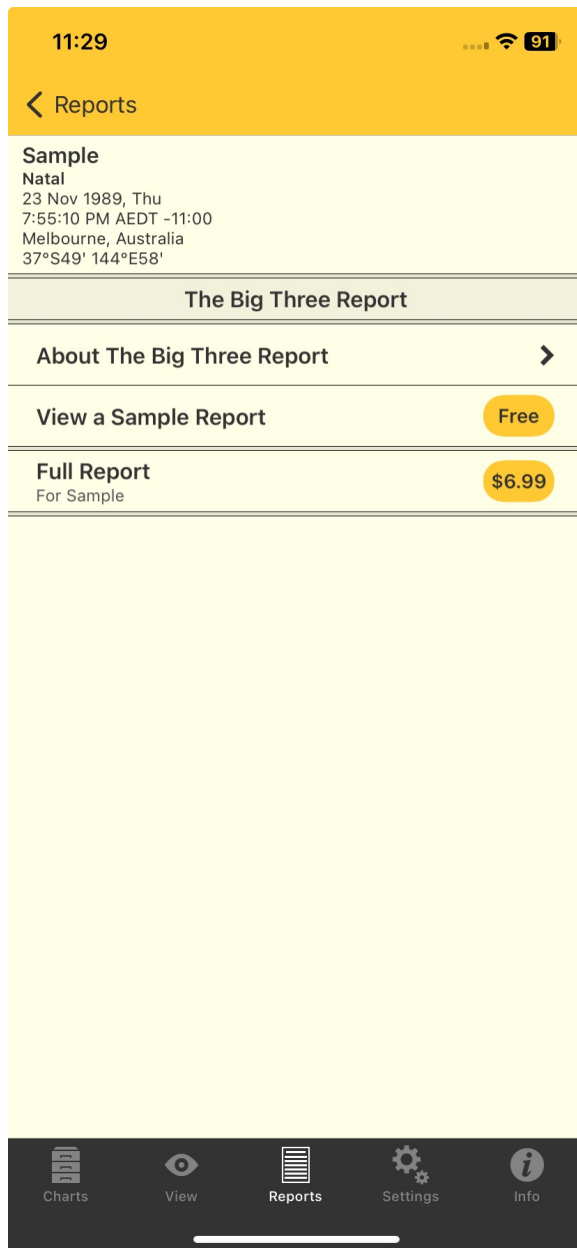 11:29
91
Reports
Sample
Natal
23 Nov 1989, Thu
7:55:10 PM AEDT -11:00
Melbourne, Australia
37°S49' 144°E58'
The Big Three Report
About The Big Three Report
View a Sample Report Free
Full Report
For Sample
$6.99
Charts View Reports Settings Info